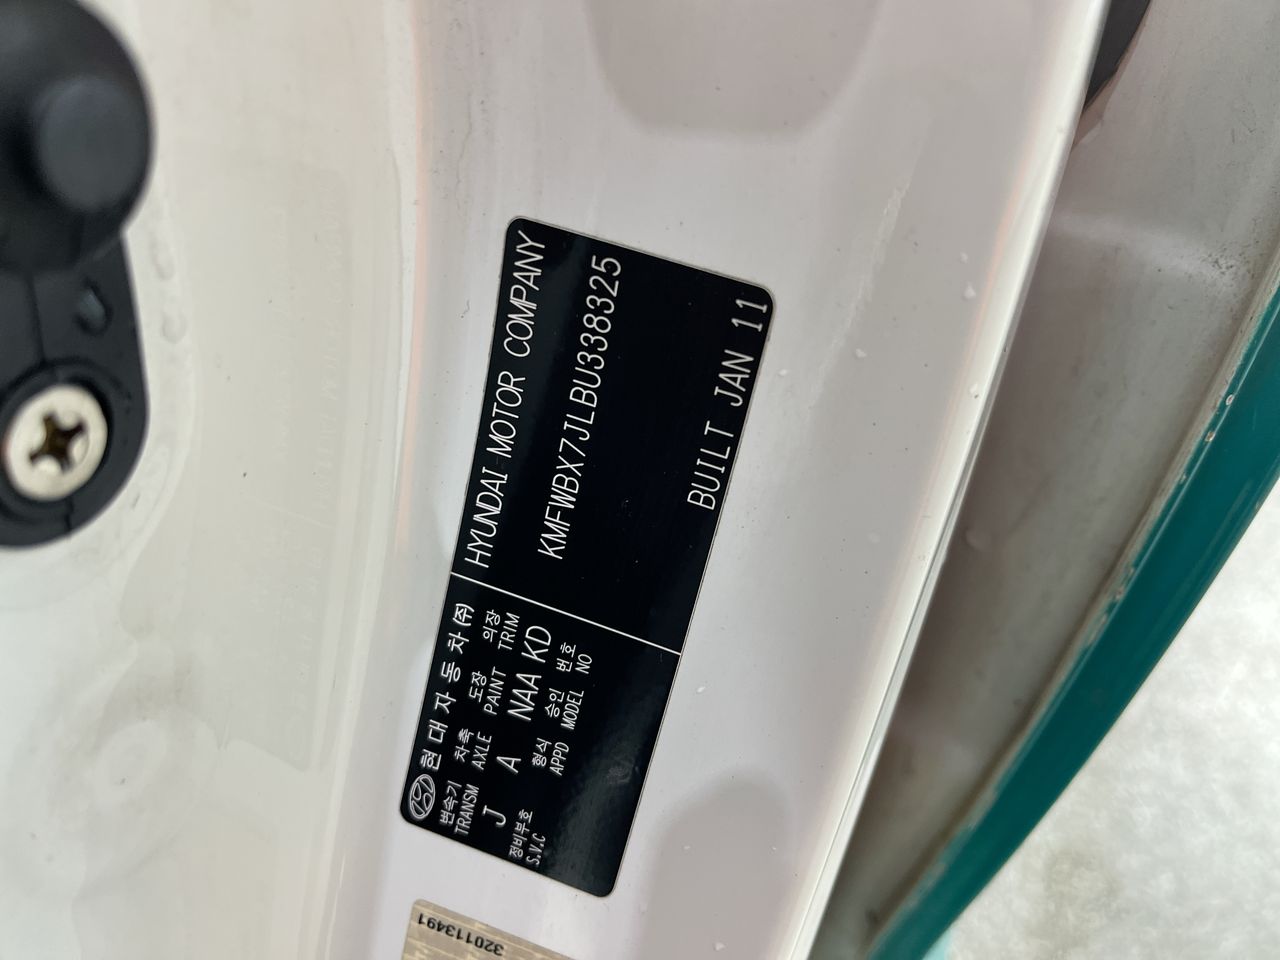 현대자동차(주) HYUNDAI MOTOR COMPANY
변속기 차축 도장 의장
TRANSM AXLE PAINT TRIM
J A NAA KD
KMFWBX7JLBU338325
정비부호 형식 승인 번호
S.V.C APPD MODEL NO
BUILT JAN 11
320113491